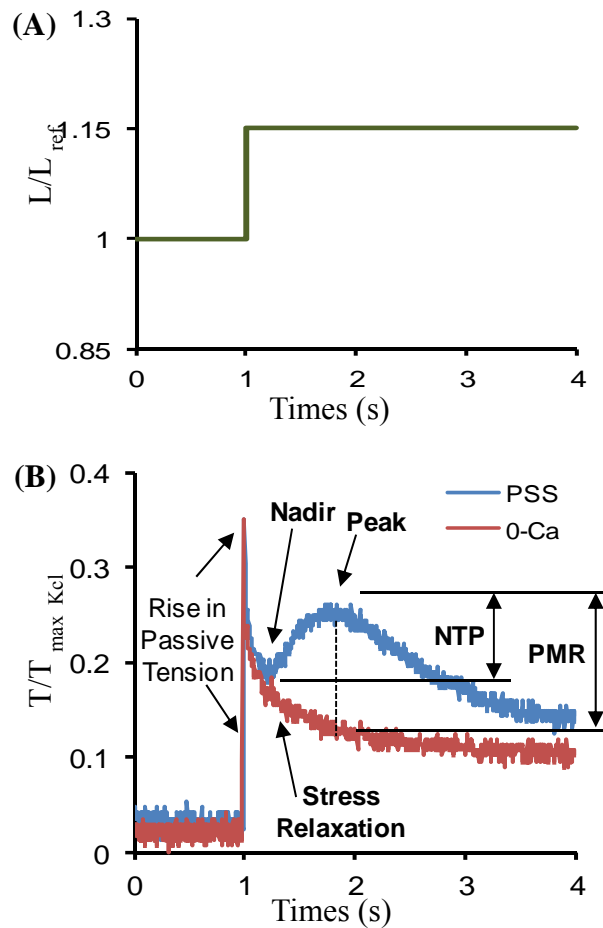 (A)
1.3
1.15
1
0.85
L/L ref
0 1 2 3 4
Times (s)
(B)
0.4
0.3
0.2
0.1
0
T/T max Kcl
PSS
0-Ca
Nadir
Peak
Rise in
Passive
Tension
NTP
PMR
Stress
Relaxation
0 1 2 3 4
Times (s)